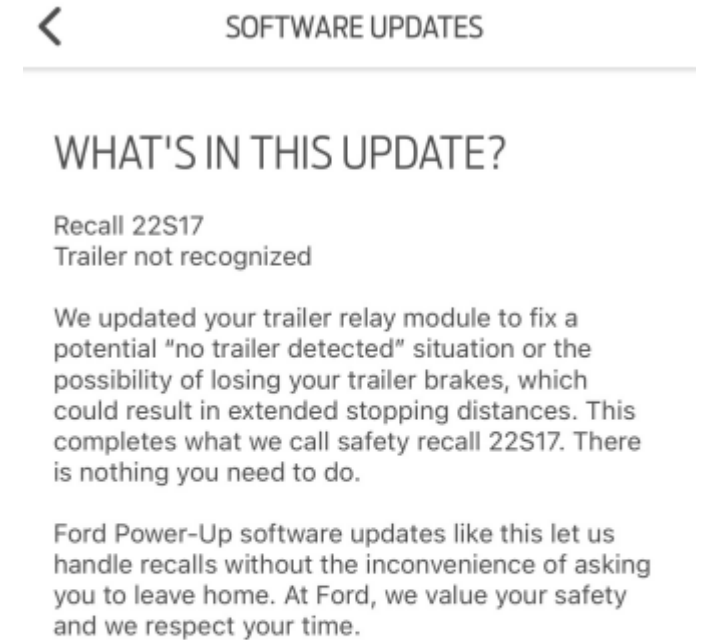 SOFTWARE UPDATES
WHAT'S IN THIS UPDATE?
Recall 22S17
Trailer not recognized
We updated your trailer relay module to fix a
potential “no trailer detected” situation or the
possibility of losing your trailer brakes, which
could result in extended stopping distances. This
completes what we call safety recall 22S17. There
is nothing you need to do.
Ford Power-Up software updates like this let us
handle recalls without the inconvenience of asking
you to leave home. At Ford, we value your safety
and we respect your time.